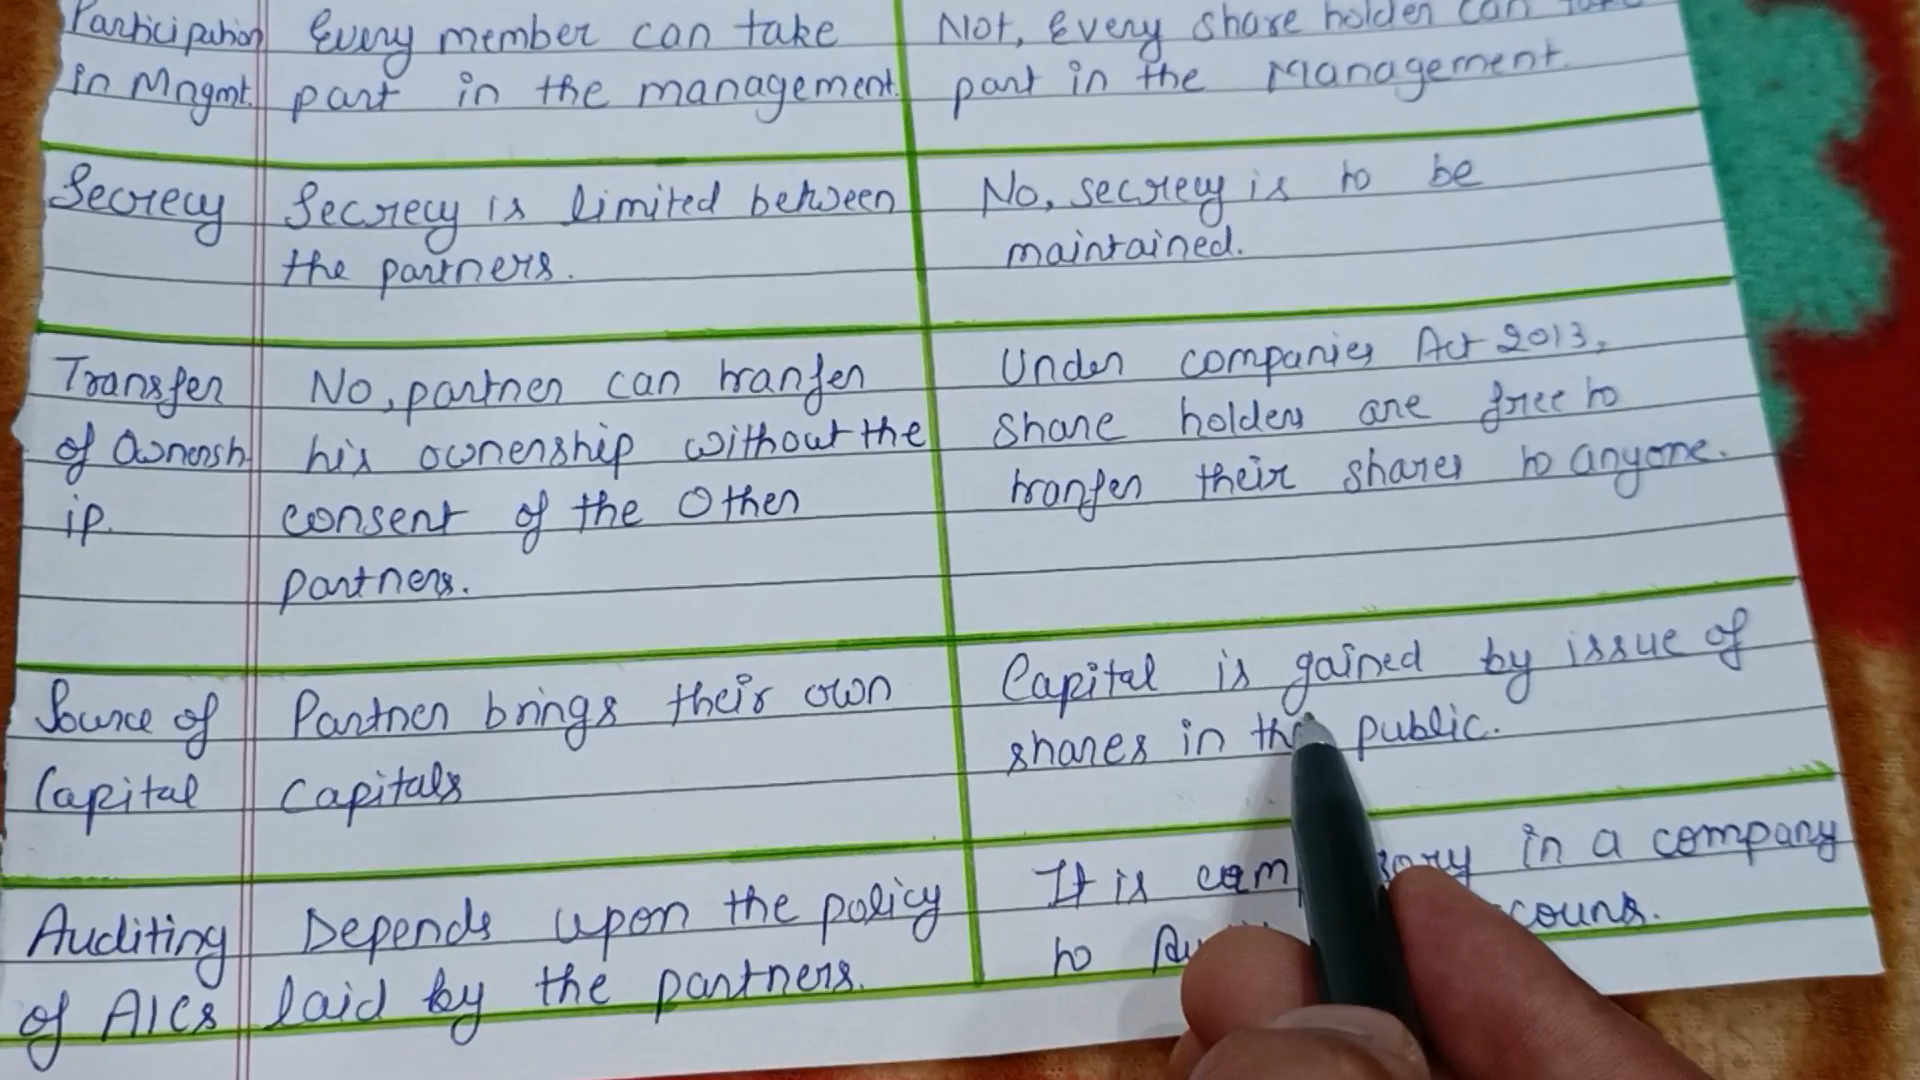 Participation Every member can take Not, Every share holder can take
in Mngmt. part in the management. part in the Management.
Secrecy Secrecy is limited between No, secrecy is to be
the partners. maintained.
Transfer No, partner can tranfer Under companies Act 2013,
of Ownersh his ownership without the share holders are free to
ip. consent of the Other tranfer their shares to anyone.
partners.
Source of Partner brings their own Capital is gained by issue of
Capital Capitals shares in the public.
Auditing Depends upon the policy It is in a company
of A/Cs laid by the partners. to